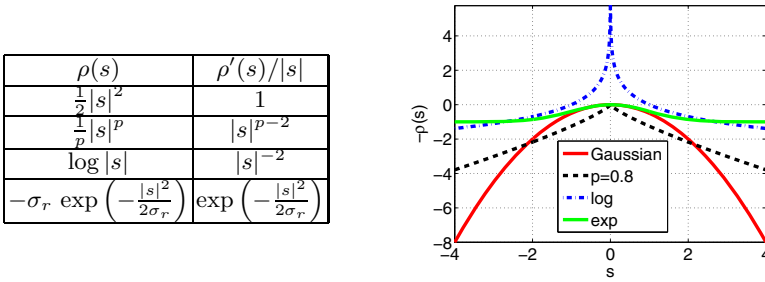 ρ(s) ρ′(s)/|s|
½|s|² 1
1/p|s|^p |s|^{p−2}
log |s| |s|^{−2}
−σ_r exp(−|s|²/2σ_r) exp(−|s|²/2σ_r)
4
2
0
−2
−4
−6
−8
−4 −2 0 2 4
−ρ(s)
s
Gaussian
p=0.8
log
exp